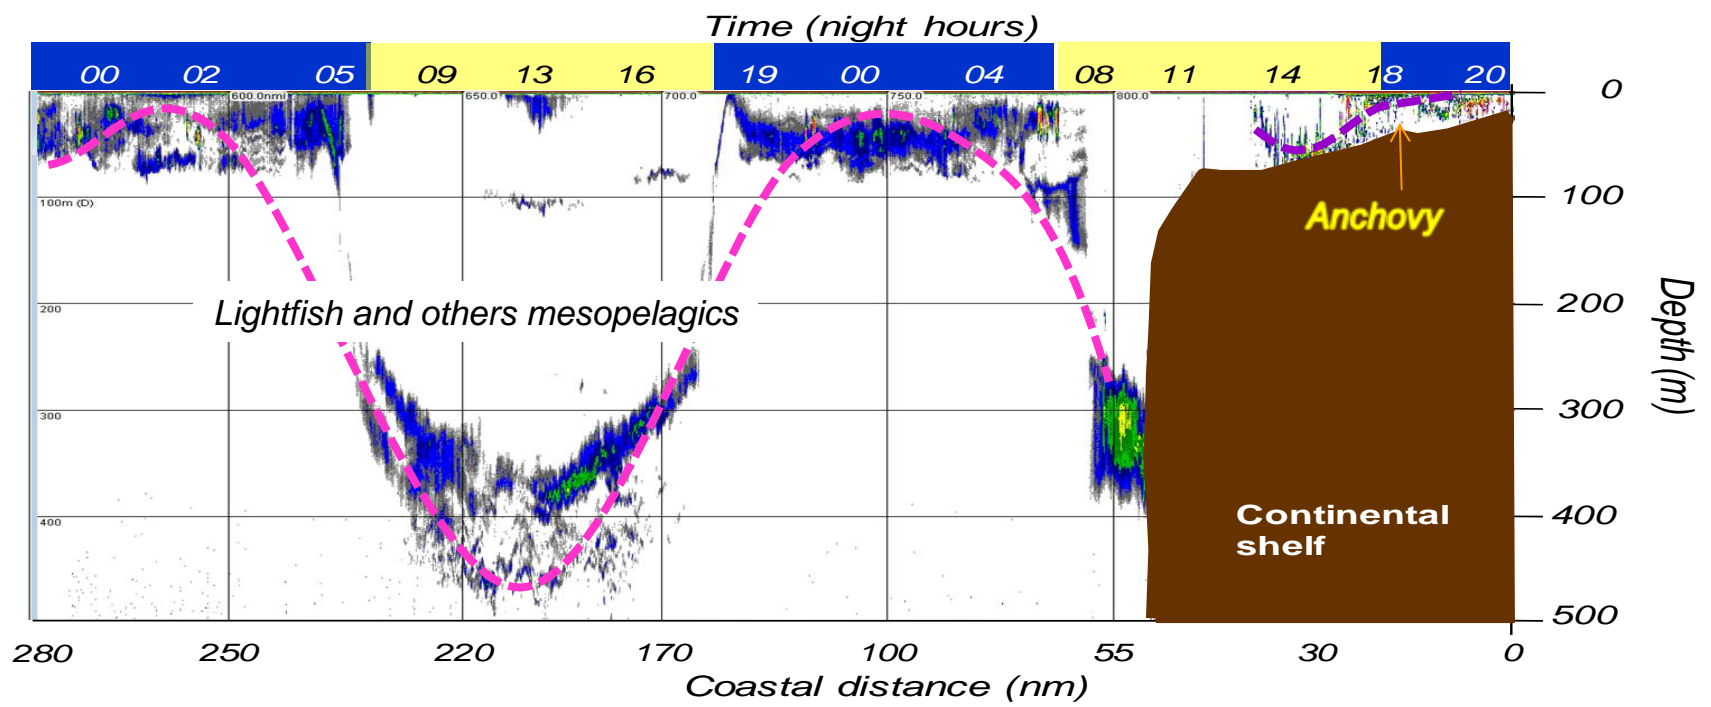 Time (night hours)
00 02 05 09 13 16 19 00 04 08 11 14 18 20
600.0nmi 650.0 700.0 750.0 800.0
0
100m (D)
100
Anchovy
200
200
Lightfish and others mesopelagics
Depth (m)
300
300
400
400
Continental
shelf
500
280 250 220 170 100 55 30 0
Coastal distance (nm)